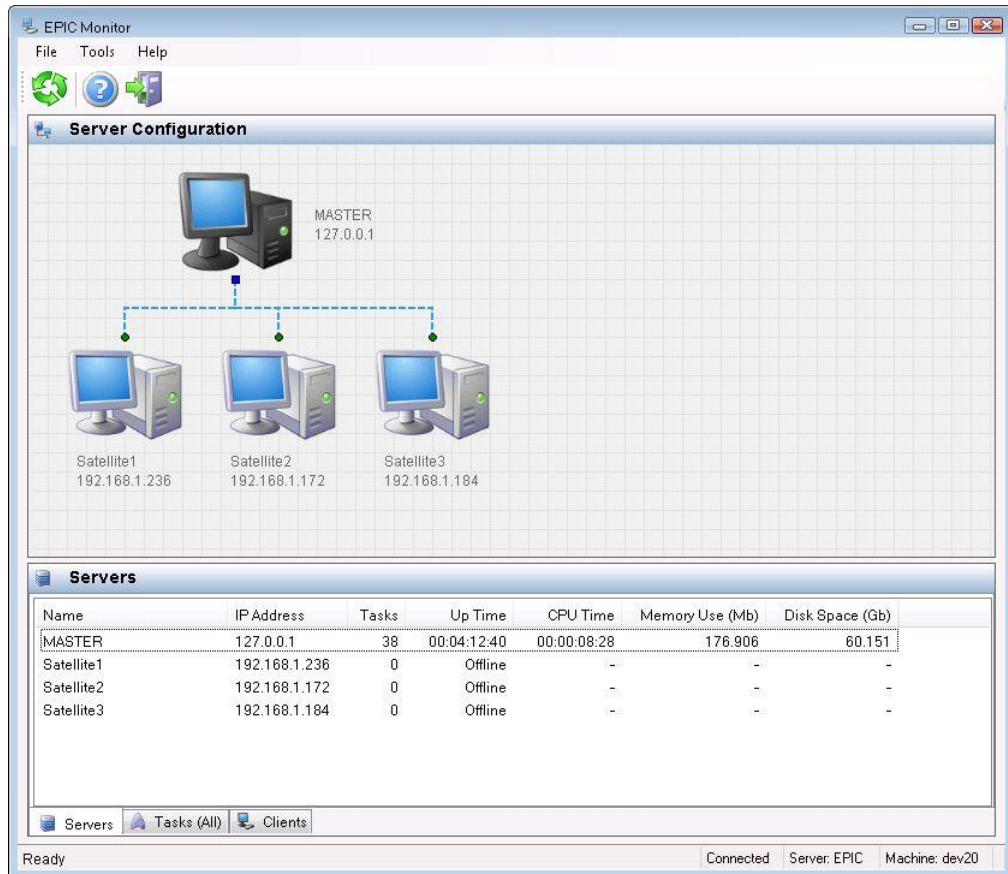 EPIC Monitor
File Tools Help
Server Configuration
MASTER
127.0.0.1
Satellite1 Satellite2 Satellite3
192.168.1.236 192.168.1.172 192.168.1.184
Servers
Name IP Address Tasks Up Time CPU Time Memory Use (Mb) Disk Space (Gb)
MASTER 127.0.0.1 38 00:04:12:40 00:00:08:28 176.906 60.151
Satellite1 192.168.1.236 0 Offline - - -
Satellite2 192.168.1.172 0 Offline - - -
Satellite3 192.168.1.184 0 Offline - - -
Servers Tasks (All) Clients
Ready Connected Server: EPIC Machine: dev20